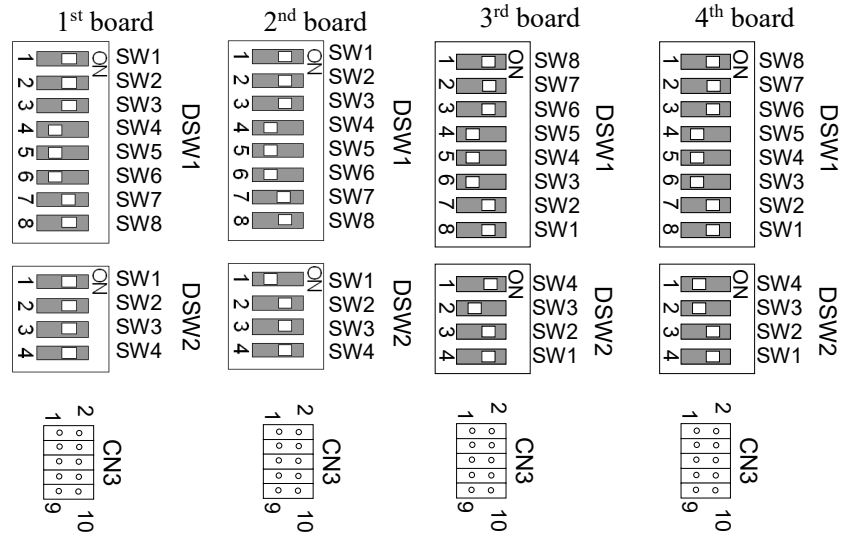 1st board 2nd board 3rd board 4th board
1 ON SW1 1 ON SW1 1 ON SW8 1 ON SW8
2 SW2 2 SW2 2 SW7 2 SW7
3 SW3 3 SW3 3 SW6 3 SW6
4 SW4 4 SW4 4 SW5 4 SW5
5 SW5 5 SW5 5 SW4 5 SW4
6 SW6 6 SW6 6 SW3 6 SW3
7 SW7 7 SW7 7 SW2 7 SW2
8 SW8 8 SW8 8 SW1 8 SW1
DSW1 DSW1 DSW1 DSW1
1 ON SW1 1 ON SW1 1 ON SW4 1 ON SW4
2 SW2 2 SW2 2 SW3 2 SW3
3 SW3 3 SW3 3 SW2 3 SW2
4 SW4 4 SW4 4 SW1 4 SW1
DSW2 DSW2 DSW2 DSW2
1 2 1 2 1 2 1 2
CN3 CN3 CN3 CN3
9 10 9 10 9 10 9 10